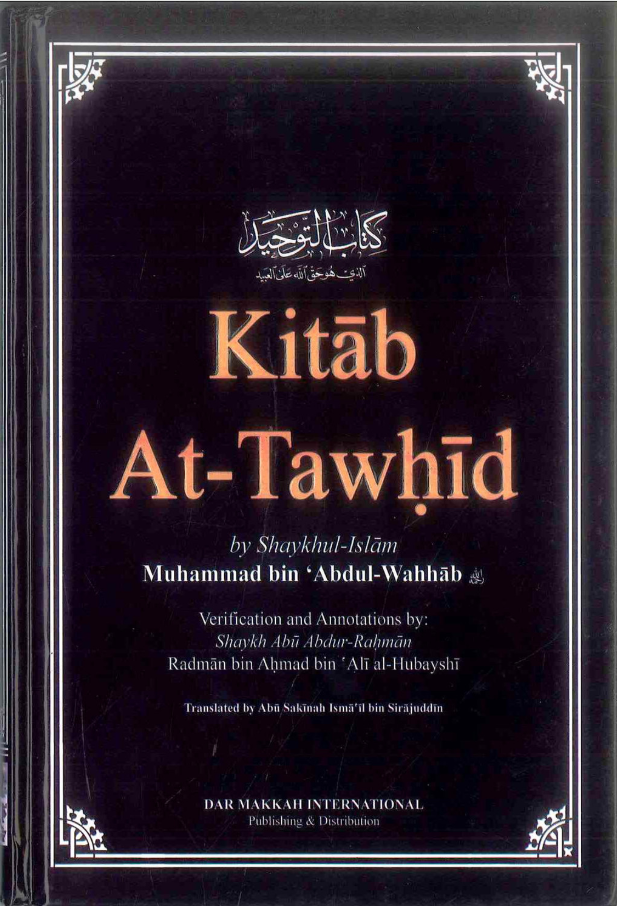 كتاب التوحيد
الذي هو حق الله على العبيد
Kitāb
At-Tawḥīd
by Shaykhul-Islām
Muhammad bin ‘Abdul-Wahhāb
Verification and Annotations by:
Shaykh Abū Abdur-Raḥmān
Radmān bin Aḥmad bin ‘Alī al-Hubayshī
Translated by Abū Sakīnah Ismā‘īl bin Sirājuddīn
DAR MAKKAH INTERNATIONAL
Publishing & Distribution